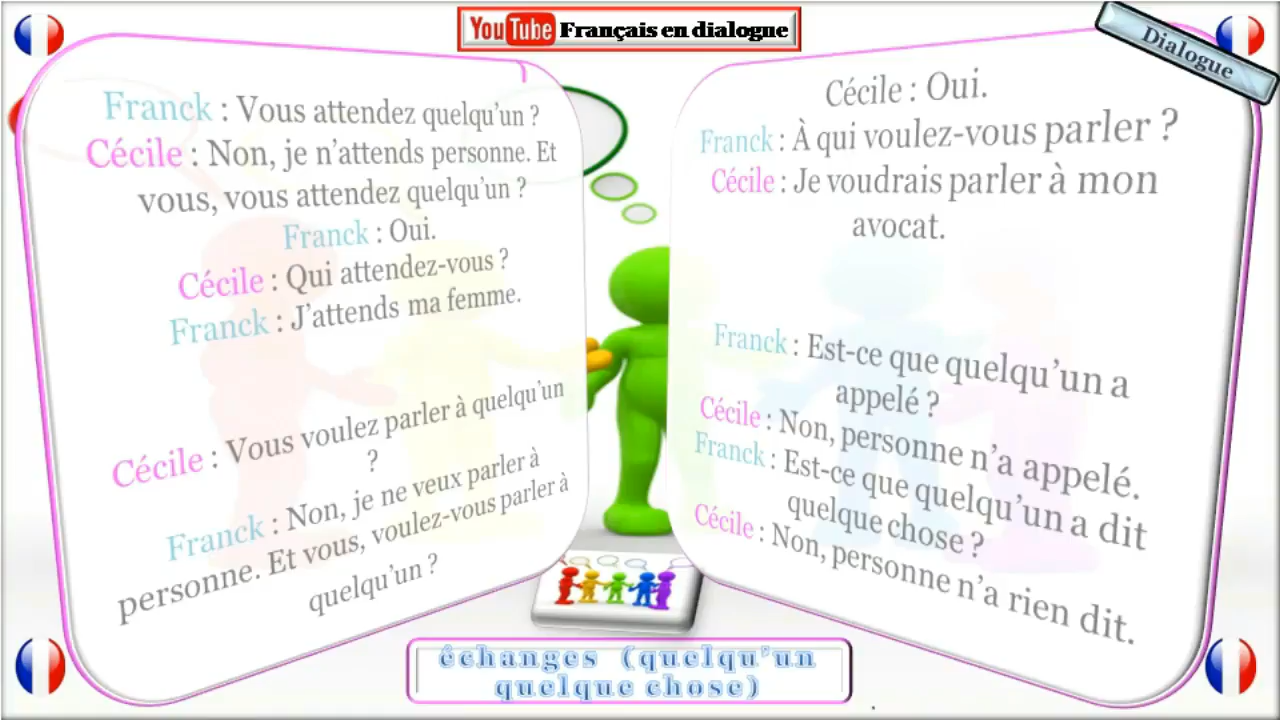 YouTube Français en dialogue
Dialogue
Franck : Vous attendez quelqu'un ?
Cécile : Non, je n'attends personne. Et
vous, vous attendez quelqu'un ?
Franck : Oui.
Cécile : Qui attendez-vous ?
Franck : J'attends ma femme.
Cécile : Vous voulez parler à quelqu'un
?
Franck : Non, je ne veux parler à
personne. Et vous, voulez-vous parler à
quelqu'un ?
Cécile : Oui.
Franck : À qui voulez-vous parler ?
Cécile : Je voudrais parler à mon
avocat.
Franck : Est-ce que quelqu'un a
appelé ?
Cécile : Non, personne n'a appelé.
Franck : Est-ce que quelqu'un a dit
quelque chose ?
Cécile : Non, personne n'a rien dit.
échanges (quelqu'un
quelque chose)